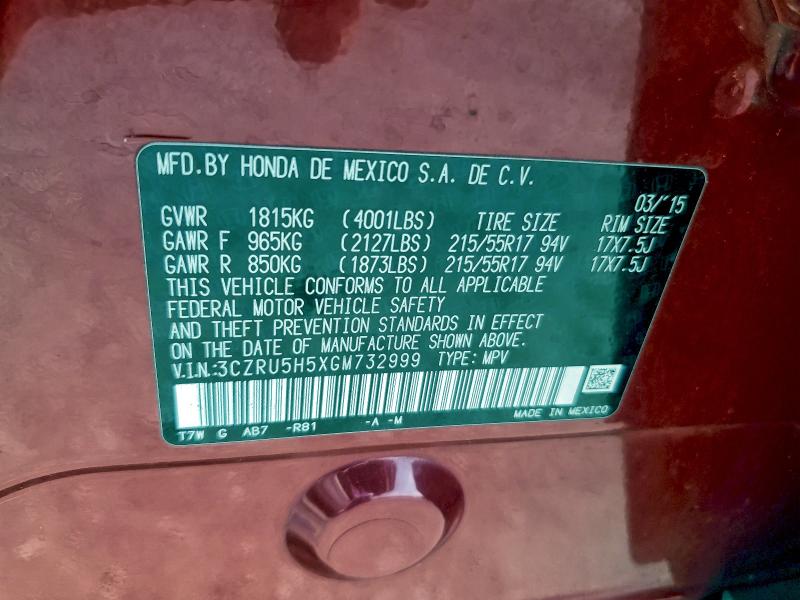 MFD.BY HONDA DE MEXICO S.A. DE C.V.
03/'15
GVWR 1815KG (4001LBS) TIRE SIZE RIM SIZE
GAWR F 965KG (2127LBS) 215/55R17 94V 17X7.5J
GAWR R 850KG (1873LBS) 215/55R17 94V 17X7.5J
THIS VEHICLE CONFORMS TO ALL APPLICABLE
FEDERAL MOTOR VEHICLE SAFETY
AND THEFT PREVENTION STANDARDS IN EFFECT
ON THE DATE OF MANUFACTURE SHOWN ABOVE.
V.I.N.:3CZRU5H5XGM732999 TYPE: MPV
MADE IN MEXICO
T7W G AB7 -R81 -A -M